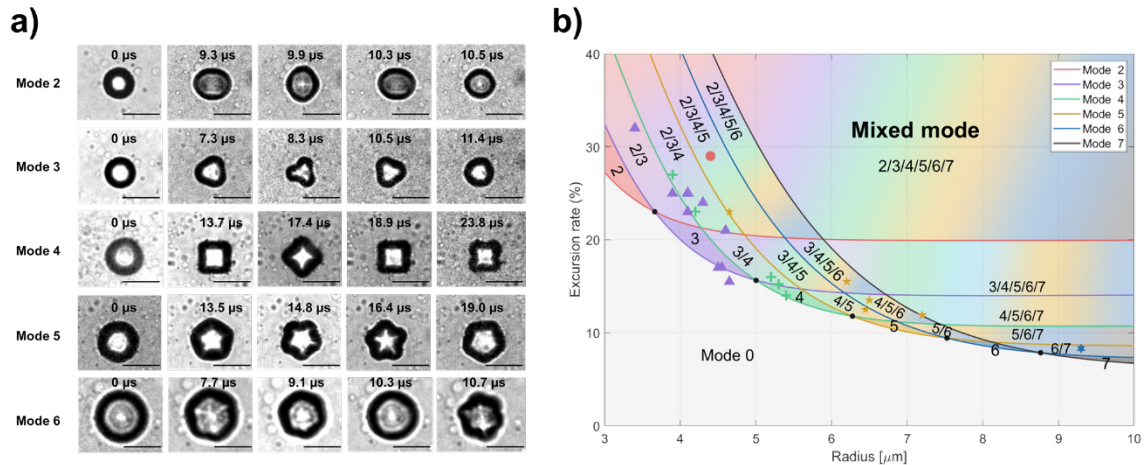 a)
0 µs 9.3 µs 9.9 µs 10.3 µs 10.5 µs
Mode 2
0 µs 7.3 µs 8.3 µs 10.5 µs 11.4 µs
Mode 3
0 µs 13.7 µs 17.4 µs 18.9 µs 23.8 µs
Mode 4
0 µs 13.5 µs 14.8 µs 16.4 µs 19.0 µs
Mode 5
0 µs 7.7 µs 9.1 µs 10.3 µs 10.7 µs
Mode 6
b)
40
30
20
10
0
Excursion rate (%)
3 4 5 6 7 8 9 10
Radius [µm]
Mode 2
Mode 3
Mode 4
Mode 5
Mode 6
Mode 7
Mixed mode
2/3/4/5/6/7
2
2/3
2/3/4
2/3/4/5
2/3/4/5/6
3
3/4
3/4/5
3/4/5/6
3/4/5/6/7
4
4/5
4/5/6
4/5/6/7
5
5/6
5/6/7
6
6/7
7
Mode 0